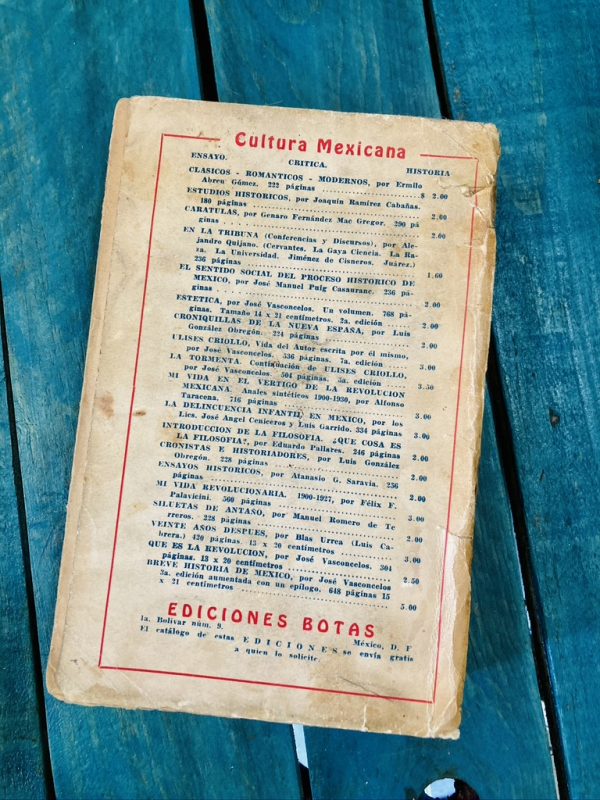 Cultura Mexicana
ENSAYO. CRITICA. HISTORIA
CLASICOS - ROMANTICOS - MODERNOS, por Ermilo
Abreu Gómez. 222 páginas $ 2.00
ESTUDIOS HISTORICOS, por Joaquín Ramírez Cabañas.
180 páginas 2.00
CARATULAS, por Genaro Fernández Mac Gregor. 290 pá-
ginas 2.00
EN LA TRIBUNA (Conferencias y Discursos), por Ale-
jandro Quijano. (Cervantes. La Gaya Ciencia. La Ra-
za. La Universidad. Jiménez de Cisneros. Juárez.)
236 páginas 1.60
EL SENTIDO SOCIAL DEL PROCESO HISTORICO DE
MEXICO, por José Manuel Puig Casauranc. 236 pá-
ginas 2.00
ESTETICA, por José Vasconcelos. Un volumen. 768 pá-
ginas. Tamaño 14 x 21 centímetros. 2a. edición 2.00
CRONIQUILLAS DE LA NUEVA ESPAÑA, por Luis
González Obregón. 224 páginas 2.00
ULISES CRIOLLO, Vida del Autor escrita por él mismo,
por José Vasconcelos. 536 páginas. 7a. edición 3.00
LA TORMENTA. Continuación de ULISES CRIOLLO,
por José Vasconcelos. 504 páginas. 5a. edición 3.50
MI VIDA EN EL VERTIGO DE LA REVOLUCION
MEXICANA. Anales sintéticos 1900-1930, por Alfonso
Taracena. 716 páginas 3.00
LA DELINCUENCIA INFANTIL EN MEXICO, por los
Lics. José Angel Ceniceros y Luis Garrido. 334 páginas 3.00
INTRODUCCION DE LA FILOSOFIA. ¿QUE COSA ES
LA FILOSOFIA?, por Eduardo Pallares. 246 páginas 2.00
CRONISTAS E HISTORIADORES, por Luis González
Obregón. 228 páginas 2.00
ENSAYOS HISTORICOS, por Atanasio G. Saravia. 256
páginas 2.00
MI VIDA REVOLUCIONARIA. 1900-1927, por Félix F.
Palavicini. 560 páginas 3.00
SILUETAS DE ANTAÑO, por Manuel Romero de Te
rreros. 228 páginas 2.00
VEINTE AÑOS DESPUES, por Blas Urrea (Luis Ca-
brera.) 420 páginas. 13 x 20 centímetros 3.00
QUE ES LA REVOLUCION, por José Vasconcelos. 304
páginas. 13 x 20 centímetros 2.50
BREVE HISTORIA DE MEXICO, por José Vasconcelos
3a. edición aumentada con un epílogo. 648 páginas 15
x 21 centímetros 5.00
EDICIONES BOTAS
1a. Bolívar núm. 9. México, D. F
El catálogo de estas EDICIONES se envía gratis
a quien lo solicite